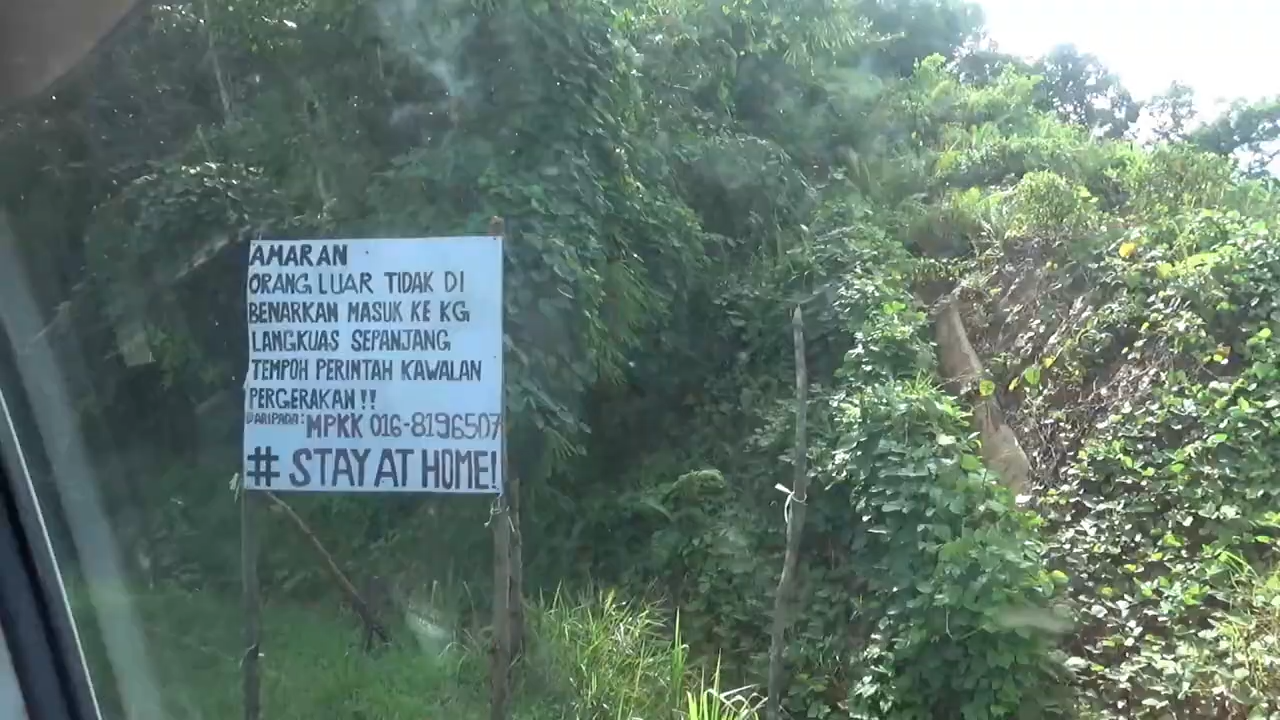 AMARAN
ORANG LUAR TIDAK DI
BENARKAN MASUK KE KG.
LANGKUAS SEPANJANG
TEMPOH PERINTAH KAWALAN
PERGERAKAN !!
DARIPADA: MPKK 016-8196507
# STAY AT HOME!